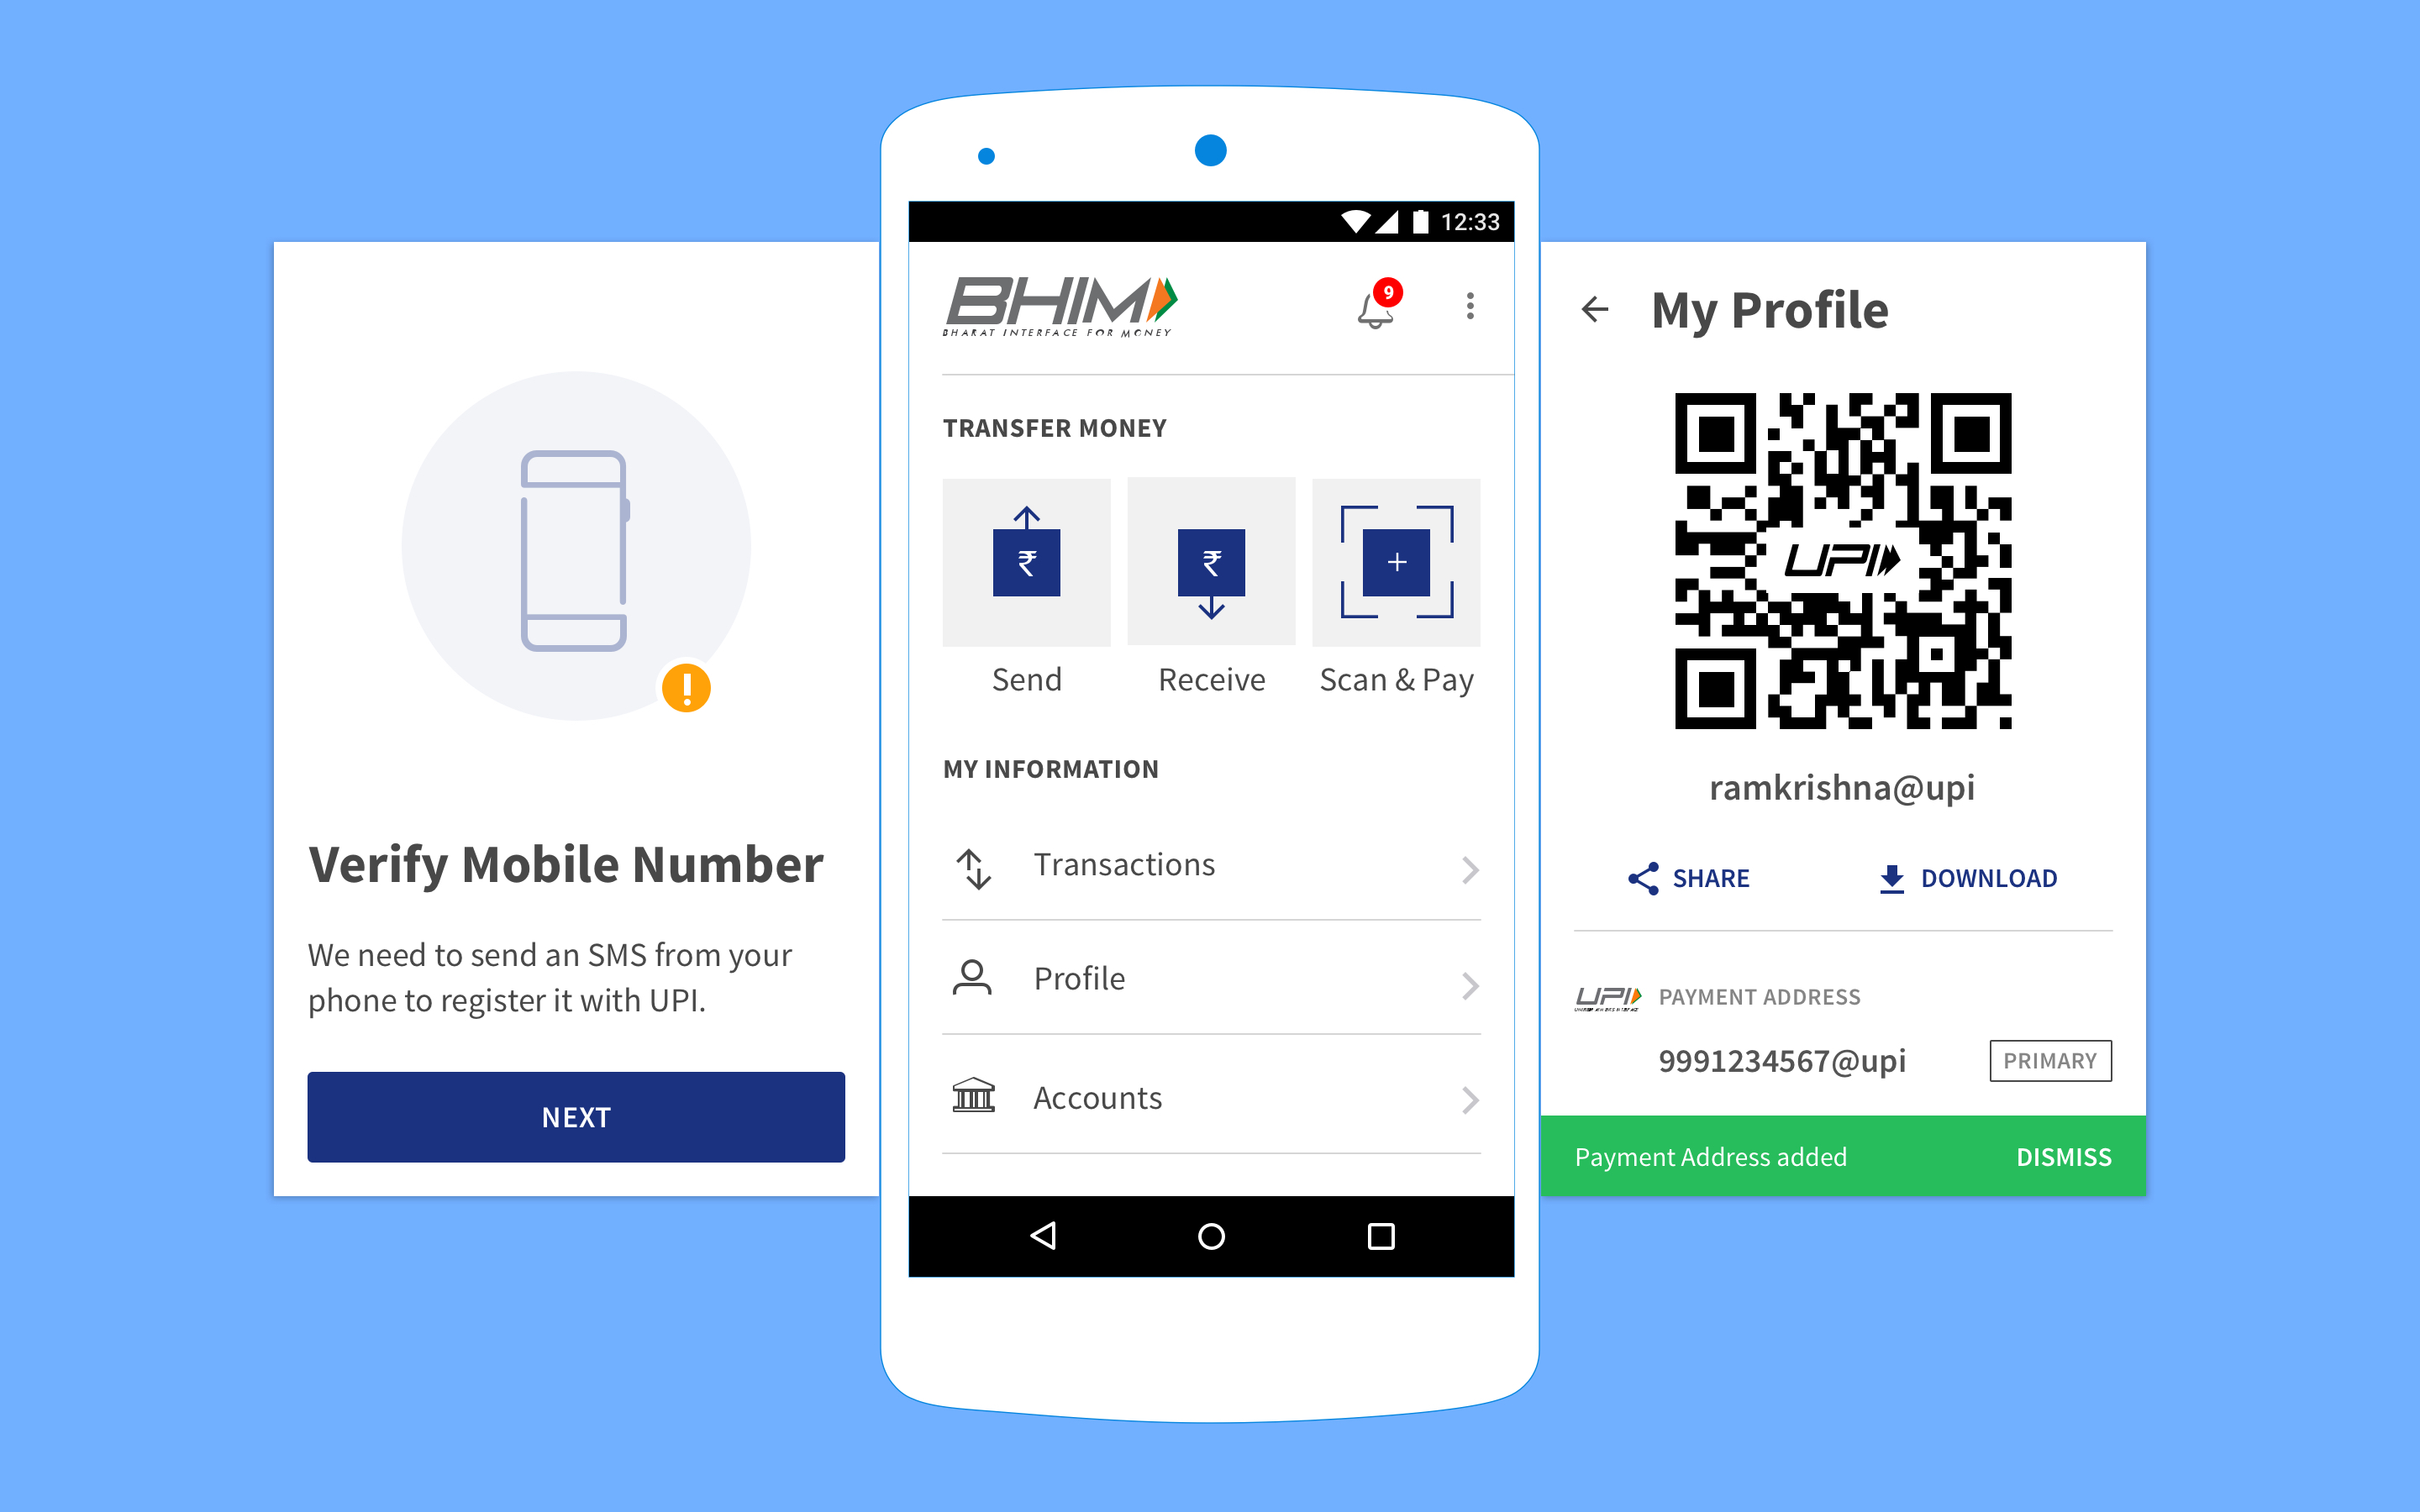 Verify Mobile Number
We need to send an SMS from your
phone to register it with UPI.
NEXT
12:33
BHIM
BHARAT INTERFACE FOR MONEY
9
TRANSFER MONEY
₹
₹
+
Send
Receive
Scan & Pay
MY INFORMATION
Transactions
Profile
Accounts
My Profile
UPI
ramkrishna@upi
SHARE
DOWNLOAD
UPI
PAYMENT ADDRESS
9991234567@upi
PRIMARY
Payment Address added
DISMISS